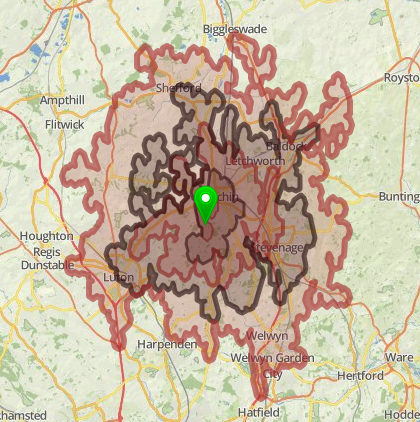 Biggleswade
Royston
Shefford
Ampthill
Flitwick
Baldock
Letchworth
chin
Bunting
Houghton
Regis
Dunstable
Stevenage
Luton
Harpenden
Welwyn
Welwyn Garden
City
Ware
Hertford
Hatfield
Hodde
hamsted